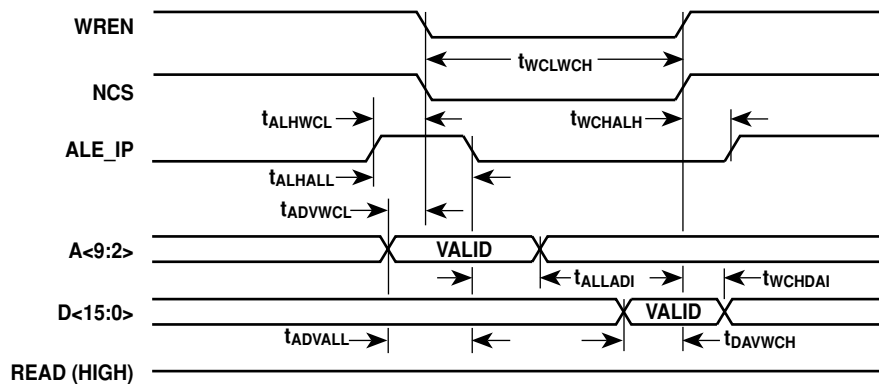 WREN
tWCLWCH
NCS
tALHWCL
tWCHALH
ALE_IP
tALHALL
tADVWCL
A<9:2>
VALID
tALLADI
tWCHDAI
D<15:0>
VALID
tADVALL
tDAVWCH
READ (HIGH)